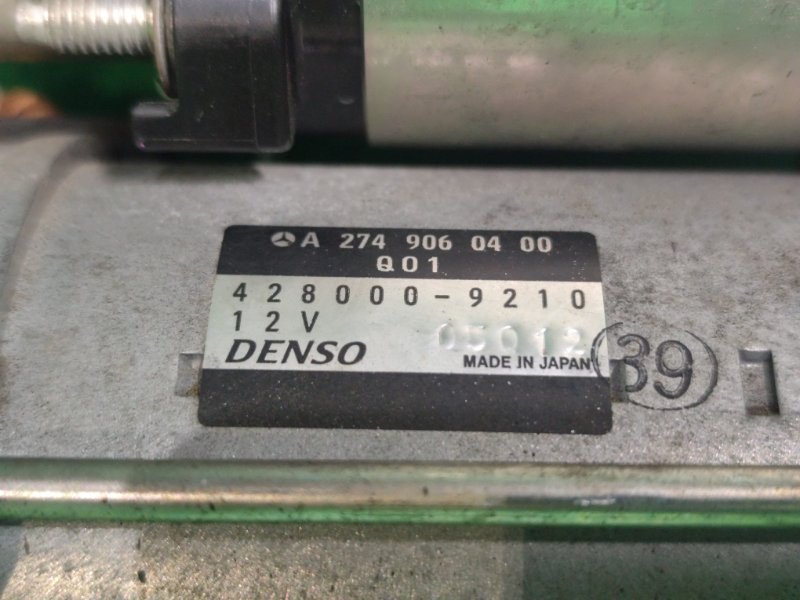 A 274 906 04 00
Q01
428000-9210
12V
05012
DENSO
MADE IN JAPAN
39